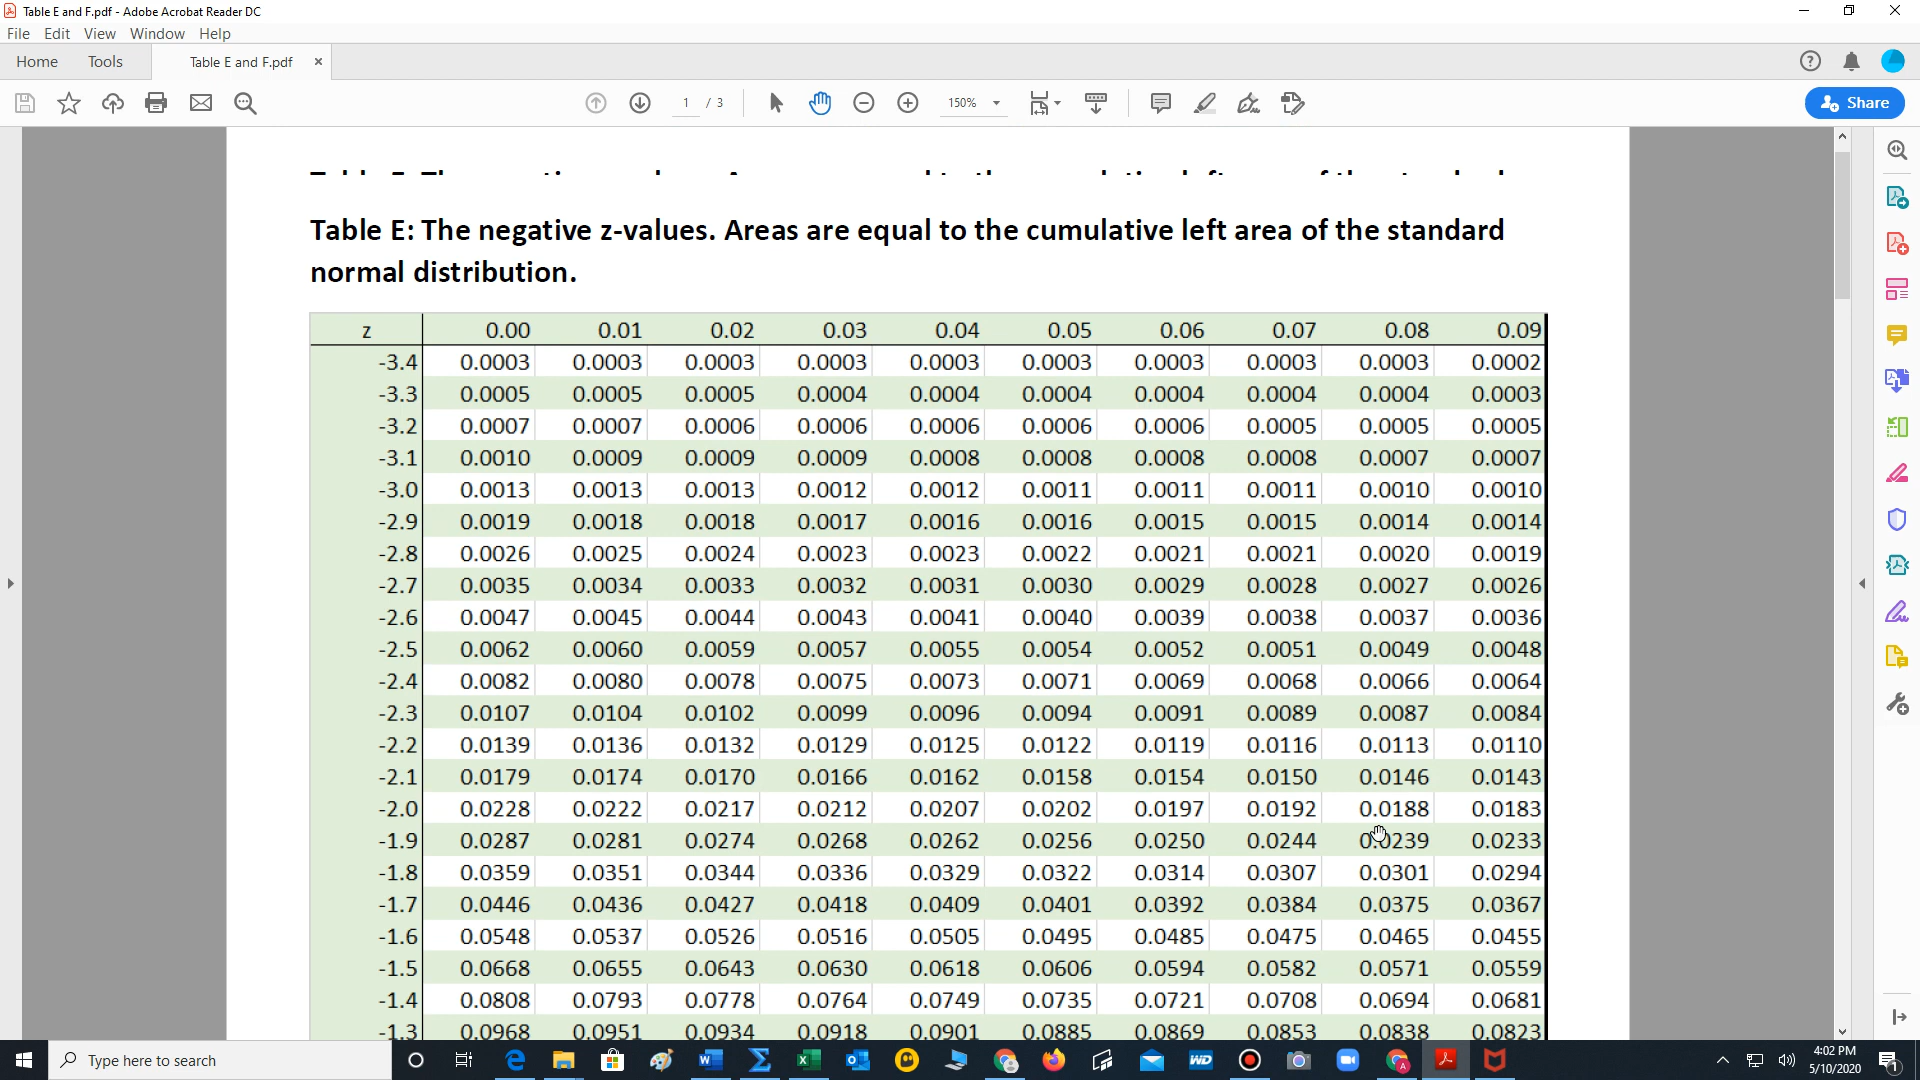 Table E and F.pdf - Adobe Acrobat Reader DC
File Edit View Window Help
Home Tools Table E and F.pdf ×
1 / 3 150% Share
Table E: The negative z-values. Areas are equal to the cumulative left area of the standard
normal distribution.
z 0.00 0.01 0.02 0.03 0.04 0.05 0.06 0.07 0.08 0.09
-3.4 0.0003 0.0003 0.0003 0.0003 0.0003 0.0003 0.0003 0.0003 0.0003 0.0002
-3.3 0.0005 0.0005 0.0005 0.0004 0.0004 0.0004 0.0004 0.0004 0.0004 0.0003
-3.2 0.0007 0.0007 0.0006 0.0006 0.0006 0.0006 0.0006 0.0005 0.0005 0.0005
-3.1 0.0010 0.0009 0.0009 0.0009 0.0008 0.0008 0.0008 0.0008 0.0007 0.0007
-3.0 0.0013 0.0013 0.0013 0.0012 0.0012 0.0011 0.0011 0.0011 0.0010 0.0010
-2.9 0.0019 0.0018 0.0018 0.0017 0.0016 0.0016 0.0015 0.0015 0.0014 0.0014
-2.8 0.0026 0.0025 0.0024 0.0023 0.0023 0.0022 0.0021 0.0021 0.0020 0.0019
-2.7 0.0035 0.0034 0.0033 0.0032 0.0031 0.0030 0.0029 0.0028 0.0027 0.0026
-2.6 0.0047 0.0045 0.0044 0.0043 0.0041 0.0040 0.0039 0.0038 0.0037 0.0036
-2.5 0.0062 0.0060 0.0059 0.0057 0.0055 0.0054 0.0052 0.0051 0.0049 0.0048
-2.4 0.0082 0.0080 0.0078 0.0075 0.0073 0.0071 0.0069 0.0068 0.0066 0.0064
-2.3 0.0107 0.0104 0.0102 0.0099 0.0096 0.0094 0.0091 0.0089 0.0087 0.0084
-2.2 0.0139 0.0136 0.0132 0.0129 0.0125 0.0122 0.0119 0.0116 0.0113 0.0110
-2.1 0.0179 0.0174 0.0170 0.0166 0.0162 0.0158 0.0154 0.0150 0.0146 0.0143
-2.0 0.0228 0.0222 0.0217 0.0212 0.0207 0.0202 0.0197 0.0192 0.0188 0.0183
-1.9 0.0287 0.0281 0.0274 0.0268 0.0262 0.0256 0.0250 0.0244 0.0239 0.0233
-1.8 0.0359 0.0351 0.0344 0.0336 0.0329 0.0322 0.0314 0.0307 0.0301 0.0294
-1.7 0.0446 0.0436 0.0427 0.0418 0.0409 0.0401 0.0392 0.0384 0.0375 0.0367
-1.6 0.0548 0.0537 0.0526 0.0516 0.0505 0.0495 0.0485 0.0475 0.0465 0.0455
-1.5 0.0668 0.0655 0.0643 0.0630 0.0618 0.0606 0.0594 0.0582 0.0571 0.0559
-1.4 0.0808 0.0793 0.0778 0.0764 0.0749 0.0735 0.0721 0.0708 0.0694 0.0681
-1.3 0.0968 0.0951 0.0934 0.0918 0.0901 0.0885 0.0869 0.0853 0.0838 0.0823
Type here to search
4:02 PM
5/10/2020